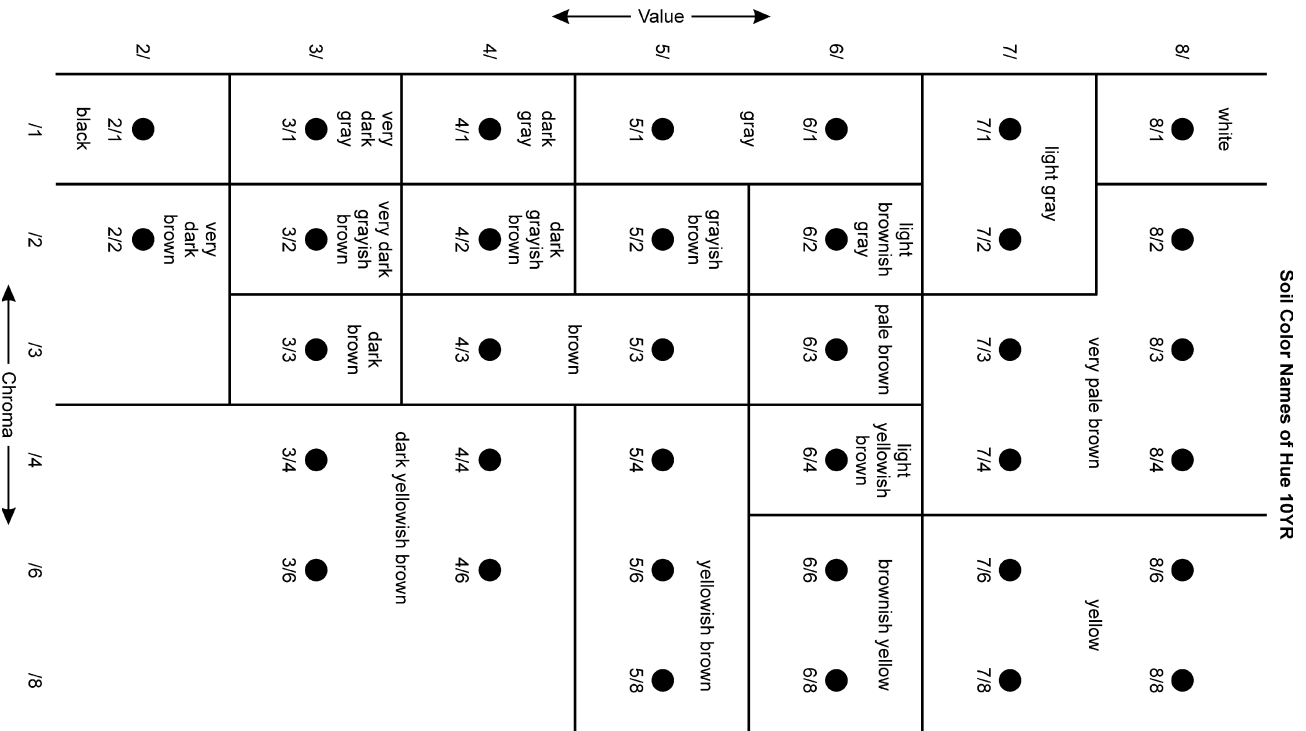 Soil Color Names of Hue 10YR
Value
8/
7/
6/
5/
4/
3/
2/
white
8/1
8/2
8/3
8/4
8/6
8/8
very pale brown
yellow
light gray
7/1
7/2
7/3
7/4
7/6
7/8
light
brownish
gray
pale brown
light
yellowish
brown
brownish yellow
6/1
6/2
6/3
6/4
6/6
6/8
gray
grayish
brown
yellowish brown
5/1
5/2
5/3
5/4
5/6
5/8
brown
dark
gray
dark
grayish
brown
4/1
4/2
4/3
4/4
4/6
dark yellowish brown
very
dark
gray
very dark
grayish
brown
dark
brown
3/1
3/2
3/3
3/4
3/6
very
dark
brown
2/1
2/2
black
/1
/2
/3
/4
/6
/8
Chroma